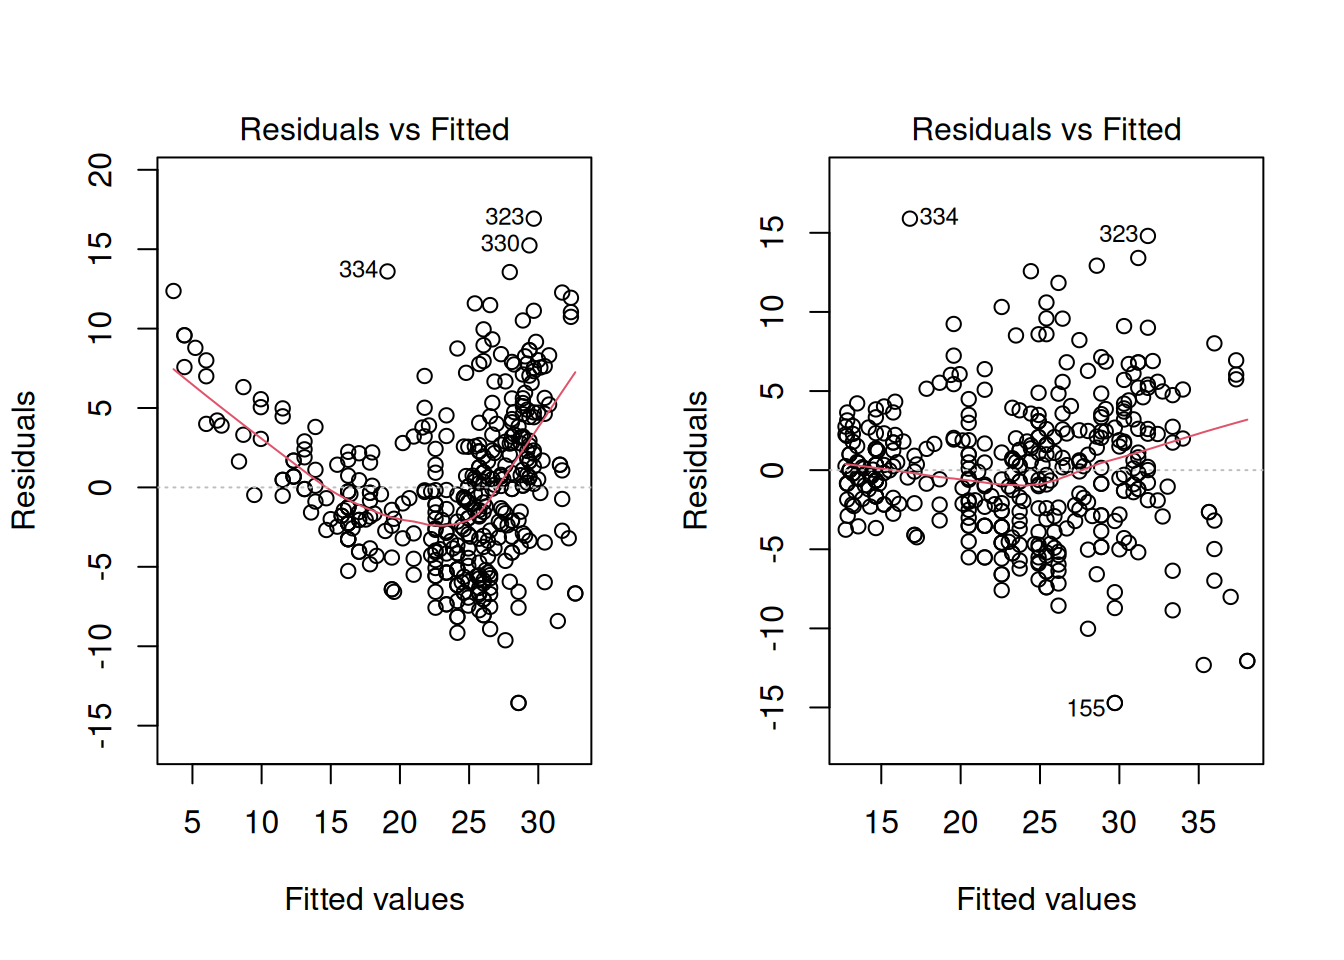 Residuals vs Fitted
Residuals
20
15
10
5
0
-5
-10
-15
323
330
334
5 10 15 20 25 30
Fitted values
Residuals vs Fitted
Residuals
15
10
5
0
-5
-10
-15
334
323
155
15 20 25 30 35
Fitted values